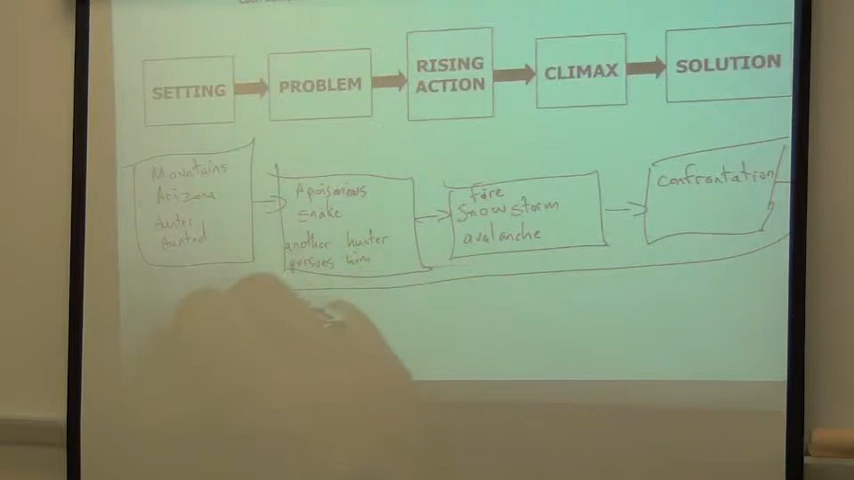 SETTING
PROBLEM
RISING
ACTION
CLIMAX
SOLUTION
Mountains
Arizona
hunted
A poisonous
snake
another hunter
pursues him
fire
Snowstorm
avalanche
Confrontation